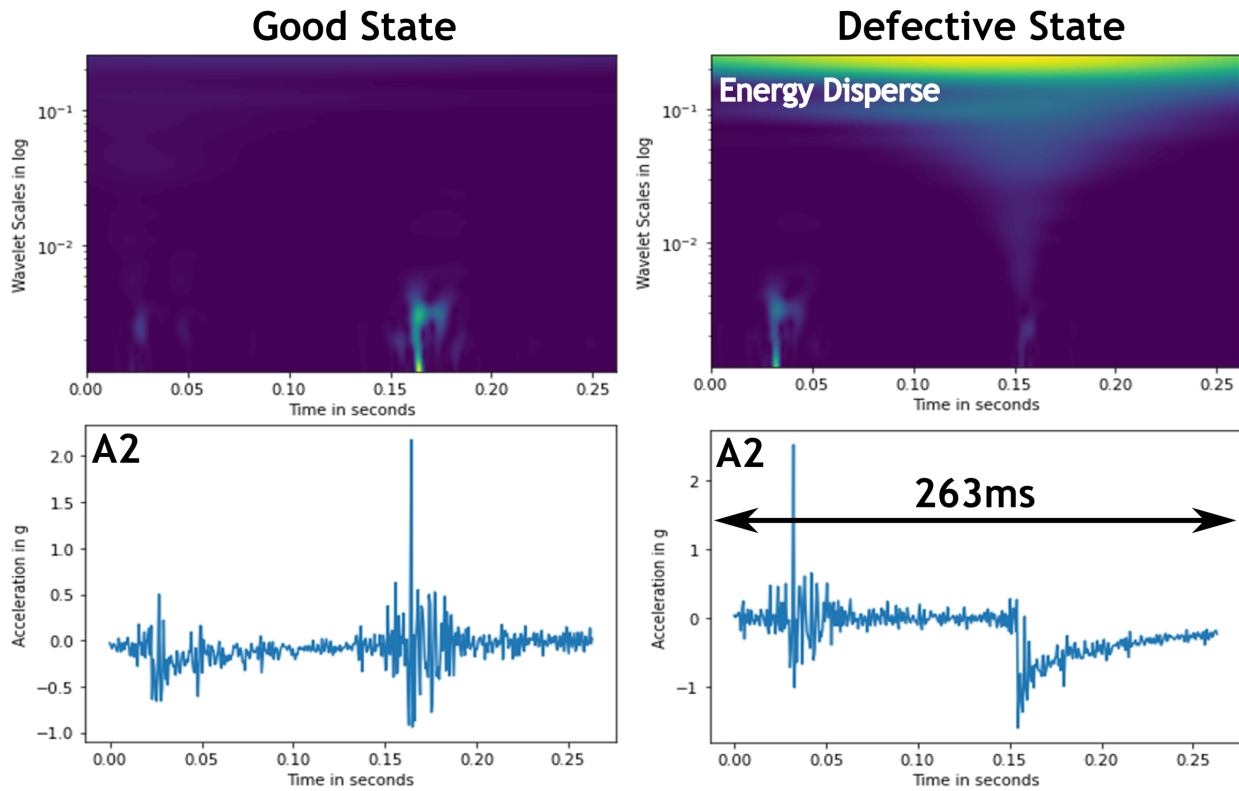 Good State
Defective State
Wavelet Scales in log
10⁻¹
10⁻²
0.00 0.05 0.10 0.15 0.20 0.25
Time in seconds
Energy Disperse
Wavelet Scales in log
10⁻¹
10⁻²
0.00 0.05 0.10 0.15 0.20 0.25
Time in seconds
A2
Acceleration in g
2.0
1.5
1.0
0.5
0.0
−0.5
−1.0
0.00 0.05 0.10 0.15 0.20 0.25
Time in seconds
A2
263ms
Acceleration in g
2
1
0
−1
0.00 0.05 0.10 0.15 0.20 0.25
Time in seconds